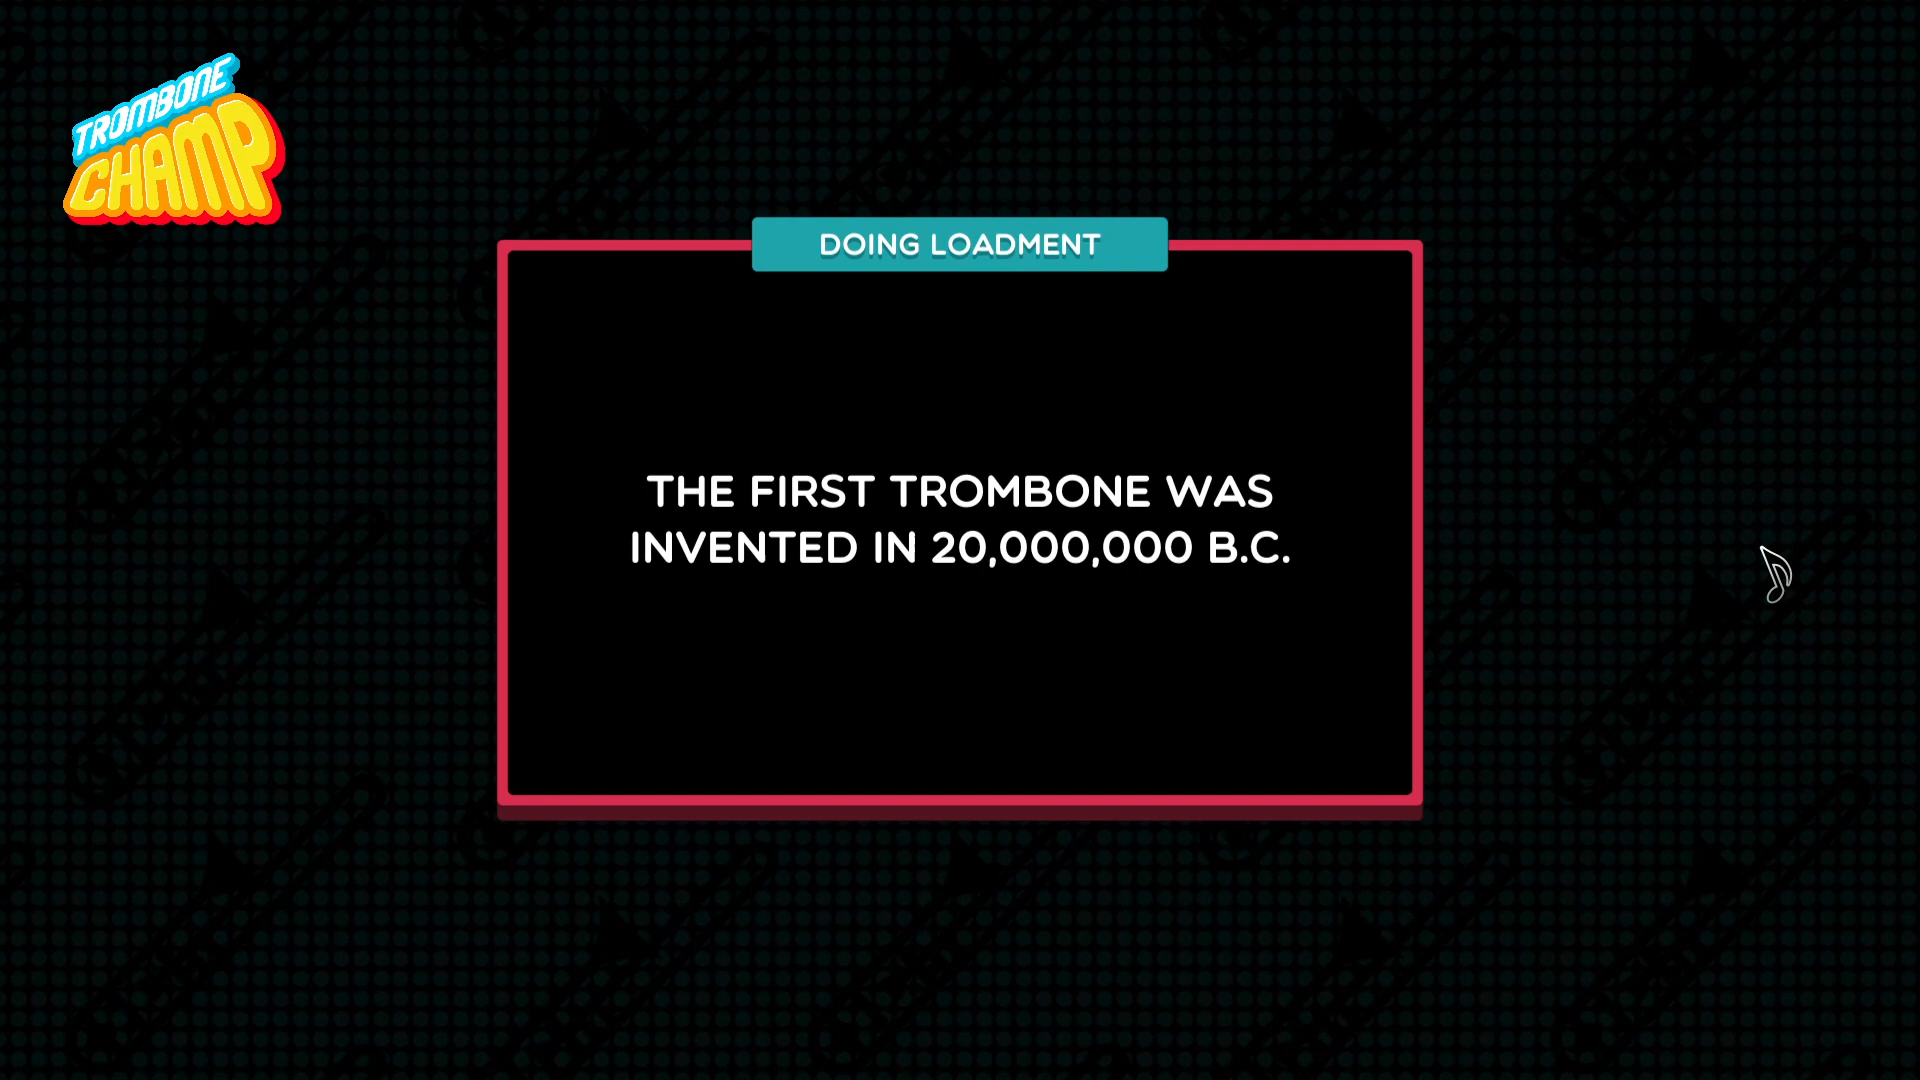 TROMBONE
CHAMP
DOING LOADMENT
THE FIRST TROMBONE WAS
INVENTED IN 20,000,000 B.C.